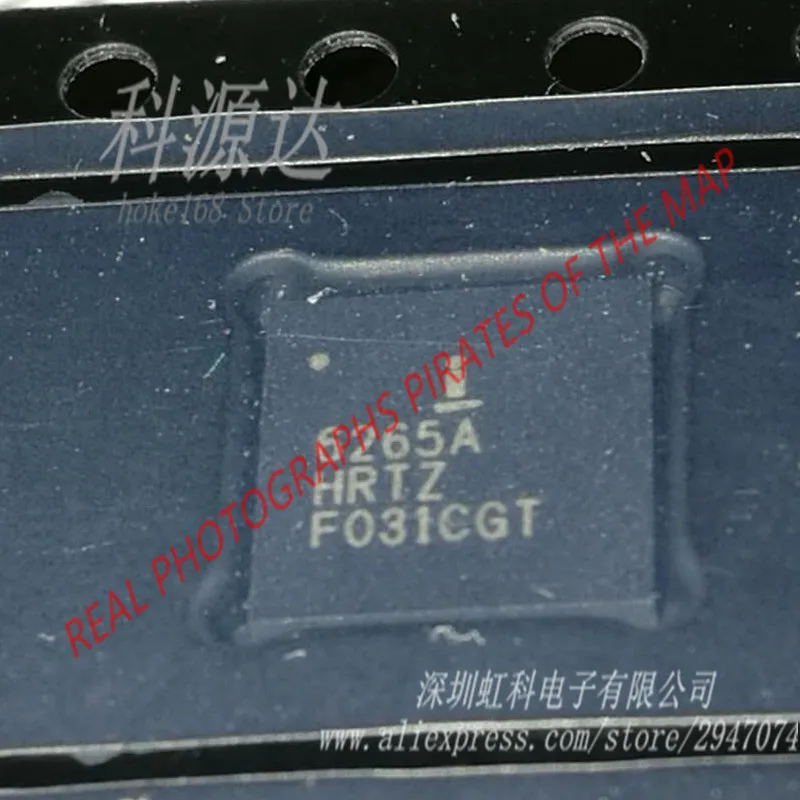 科源达
hoke168 Store
REAL PHOTOGRAPHS PIRATES OF THE MAP
6265A
HRTZ
F031CGT
深圳虹科电子有限公司
www.aliexpress.com/store/2947074